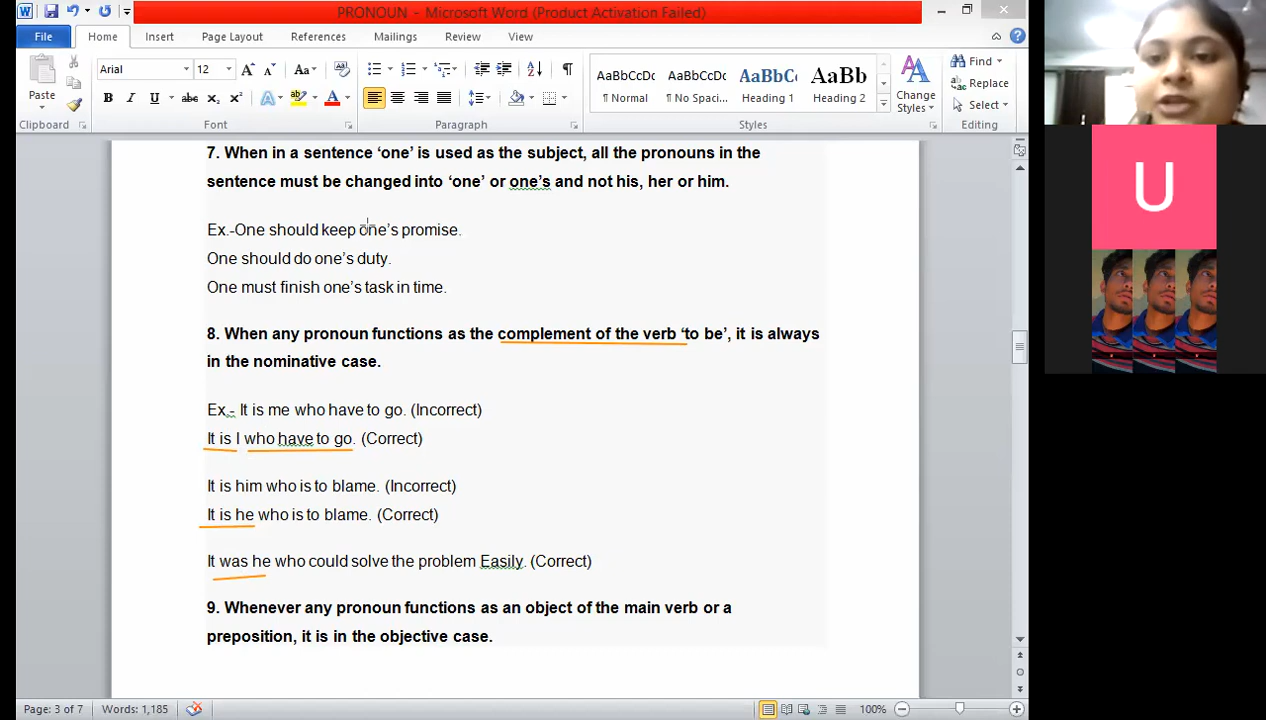 PRONOUN - Microsoft Word (Product Activation Failed)
File Home Insert Page Layout References Mailings Review View
Paste
Arial 12
AaBbCcDc AaBbCcDc AaBbCc AaBb
¶ Normal ¶ No Spaci... Heading 1 Heading 2
Change Styles
Find
Replace
Select
Clipboard Font Paragraph Styles Editing
7. When in a sentence ‘one’ is used as the subject, all the pronouns in the
sentence must be changed into ‘one’ or one’s and not his, her or him.
Ex.-One should keep one’s promise.
One should do one’s duty.
One must finish one’s task in time.
8. When any pronoun functions as the complement of the verb ‘to be’, it is always
in the nominative case.
Ex.- It is me who have to go. (Incorrect)
It is I who have to go. (Correct)
It is him who is to blame. (Incorrect)
It is he who is to blame. (Correct)
It was he who could solve the problem Easily. (Correct)
9. Whenever any pronoun functions as an object of the main verb or a
preposition, it is in the objective case.
Page: 3 of 7 Words: 1,185 100%
U